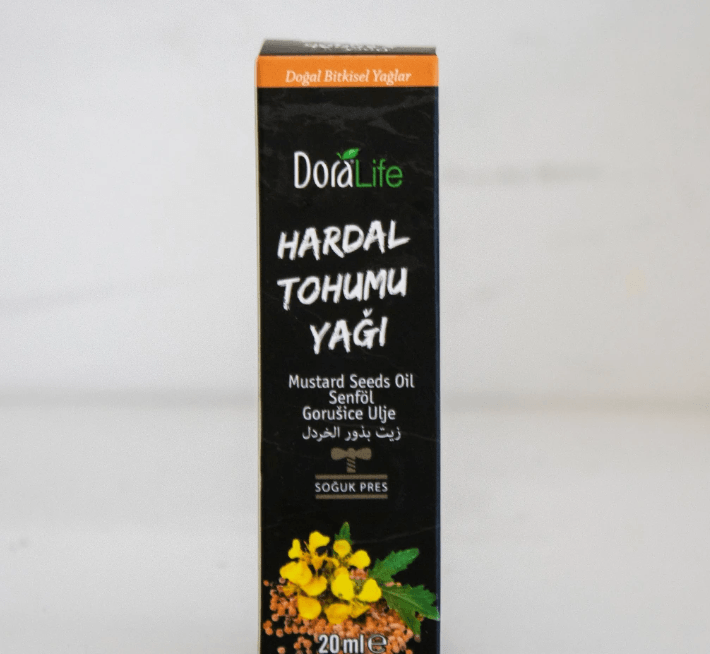 Doğal Bitkisel Yağlar
DoraLife
HARDAL
TOHUMU
YAĞI
Mustard Seeds Oil
Senföl
Gorušice Ulje
زيت بذور الخردل
SOĞUK PRES
20 ml ℮